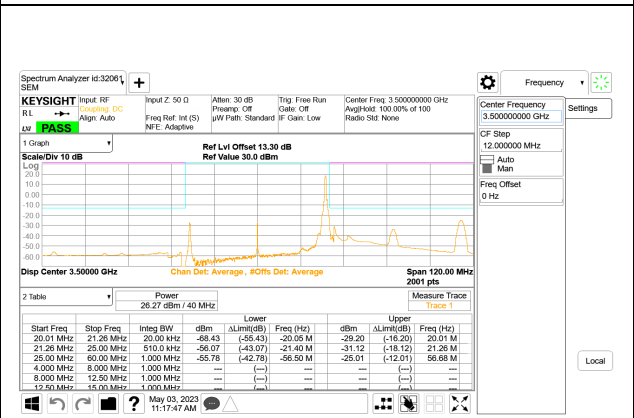 Spectrum Analyzer id:32061
SEM
Frequency
KEYSIGHT
Input: RF
Coupling: DC
Align: Auto
Input Z: 50 Ω
Freq Ref: Int (S)
NFE: Adaptive
Atten: 30 dB
Preamp: Off
µW Path: Standard
Trig: Free Run
Gate: Off
IF Gain: Low
Center Freq: 3.500000000 GHz
Avg|Hold: 100.00% of 100
Radio Std: None
RL
LXI
PASS
Center Frequency
3.500000000 GHz
Settings
CF Step
12.000000 MHz
Auto
Man
Freq Offset
0 Hz
1 Graph
Scale/Div 10 dB
Ref Lvl Offset 13.30 dB
Ref Value 30.0 dBm
Log
20.0
10.0
0.00
-10.0
-20.0
-30.0
-40.0
-50.0
-60.0
Disp Center 3.50000 GHz
Chan Det: Average , #Offs Det: Average
Span 120.00 MHz
2001 pts
2 Table
Power
26.27 dBm / 40 MHz
Measure Trace
Trace 1
Lower Upper
Start Freq Stop Freq Integ BW dBm ΔLimit(dB) Freq (Hz) dBm ΔLimit(dB) Freq (Hz)
20.01 MHz 21.26 MHz 20.00 kHz -68.43 (-55.43) -20.05 M -29.20 (-16.20) 20.01 M
21.26 MHz 25.00 MHz 510.0 kHz -56.07 (-43.07) -21.40 M -31.12 (-18.12) 21.26 M
25.00 MHz 60.00 MHz 1.000 MHz -55.78 (-42.78) -56.50 M -25.01 (-12.01) 56.68 M
4.000 MHz 8.000 MHz 1.000 MHz --- (---) --- --- (---) ---
8.000 MHz 12.50 MHz 1.000 MHz --- (---) --- --- (---) ---
12.50 MHz 15.00 MHz 1.000 MHz --- (---) --- --- (---) ---
Local
May 03, 2023
11:17:47 AM